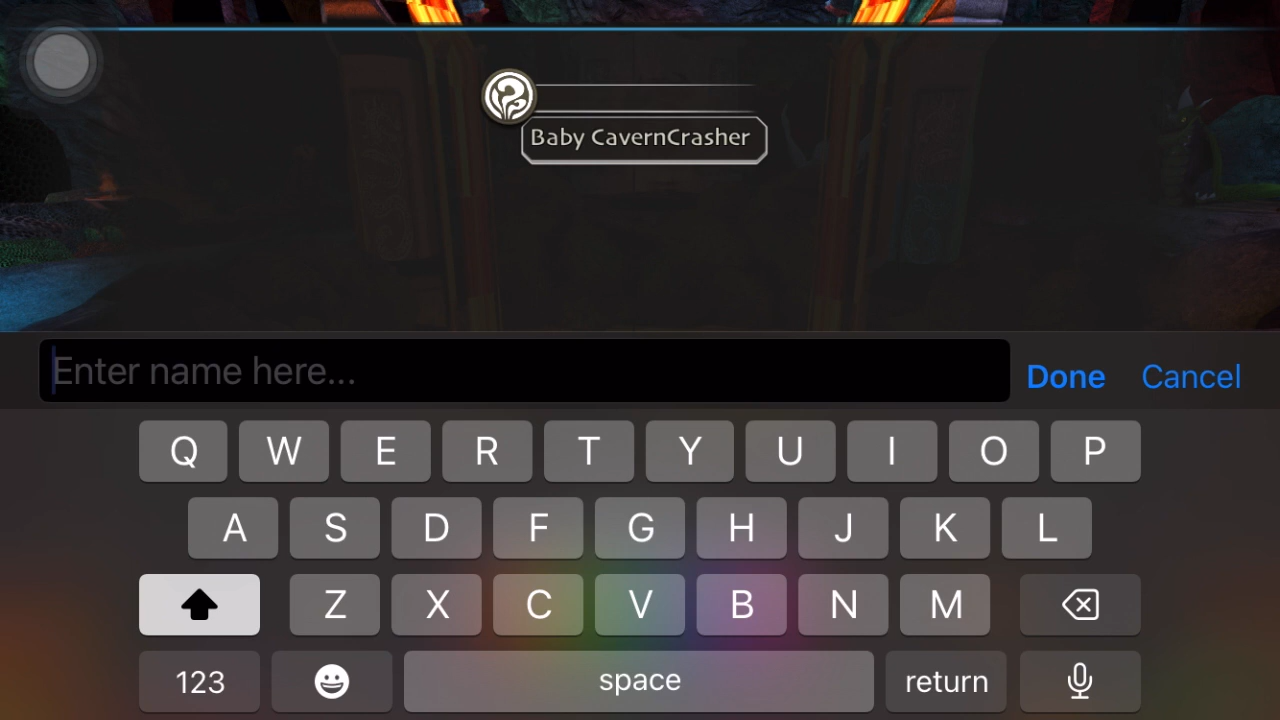 Baby CavernCrasher
Enter name here...
Done
Cancel
Q W E R T Y U I O P
A S D F G H J K L
Z X C V B N M
123
space
return